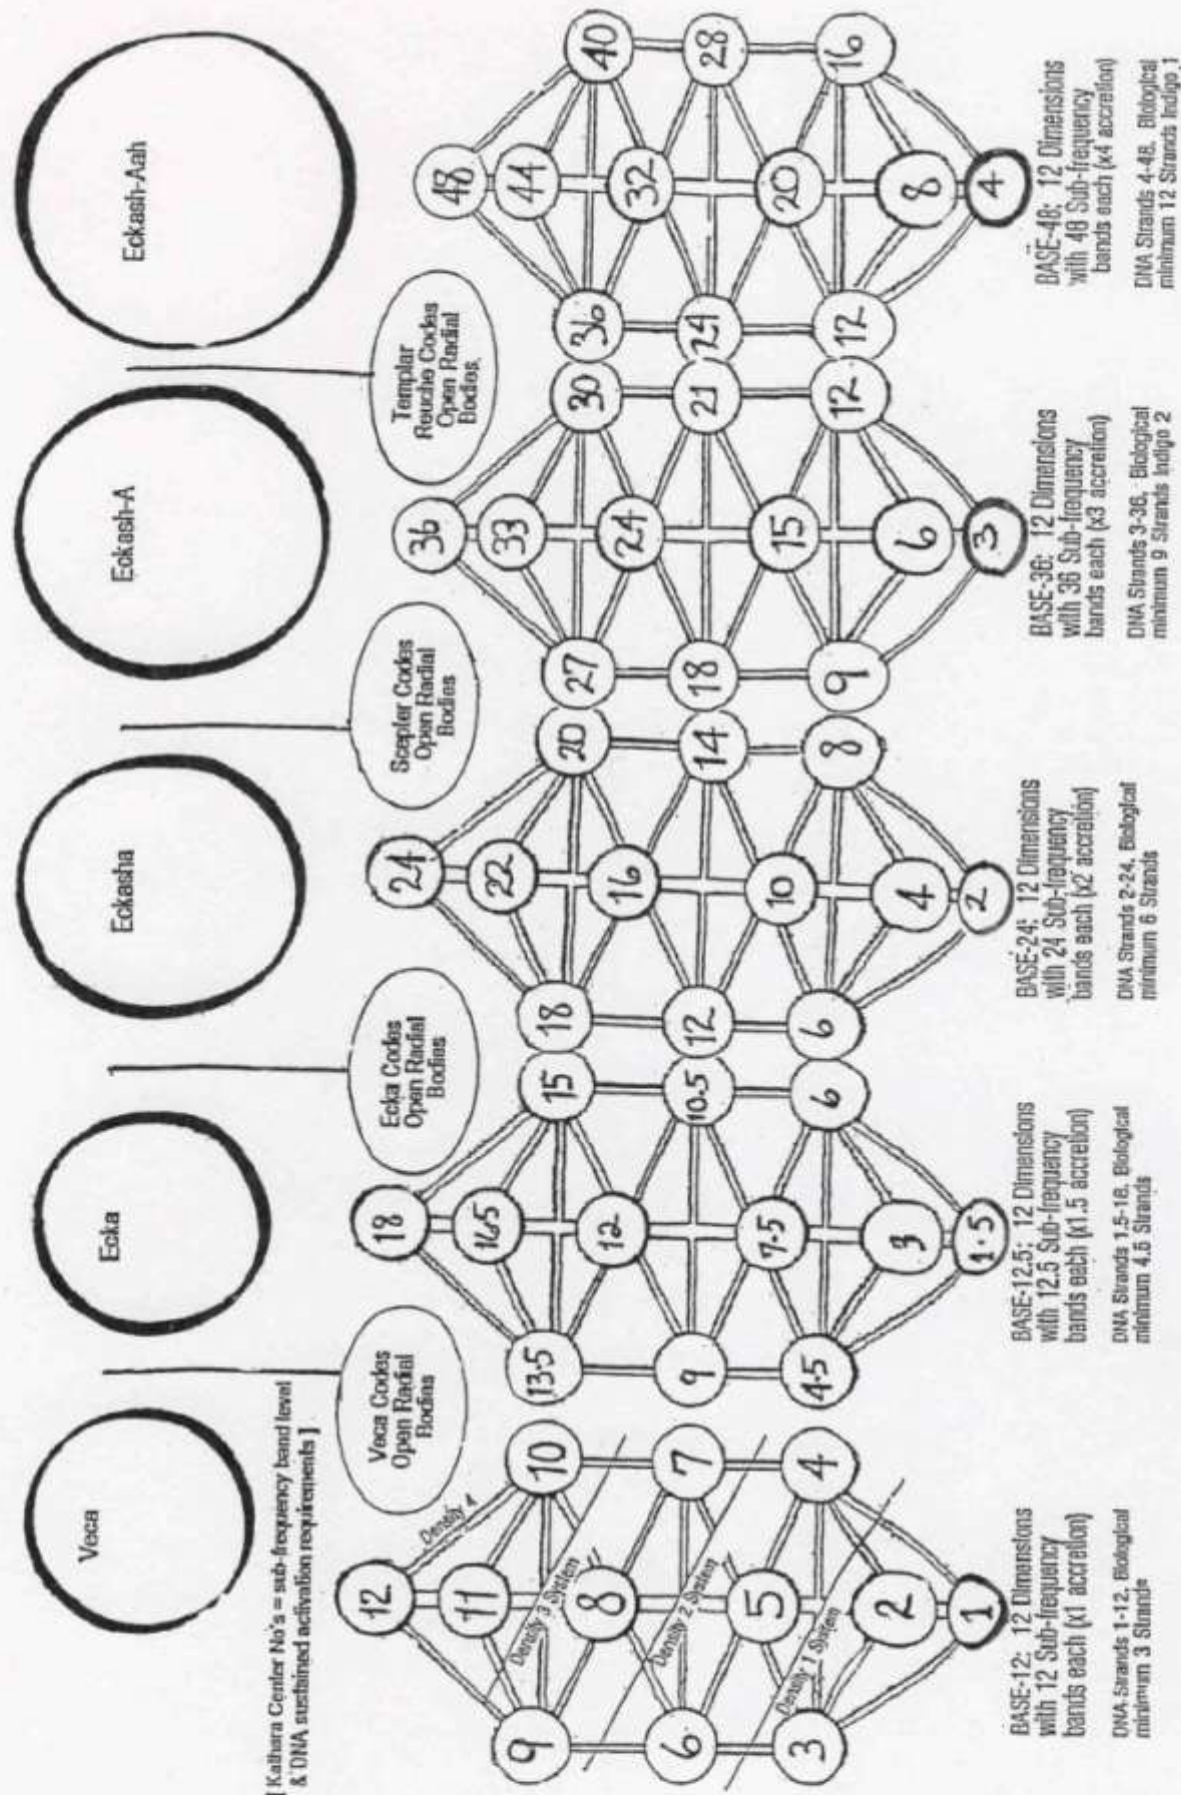 Veca
Ecka
Eckasha
Eckash-A
Eckash-Aah
[ Kathara Center No's = sub-frequency band level
& DNA sustained activation requirements ]
Veca Codes
Open Radial
Bodies
Ecka Codes
Open Radial
Bodies
Scepter Codes
Open Radial
Bodies
Templar
Reuche Codes
Open Radial
Bodies
12
11
Density 4
9
10
Density 3 System
8
6
7
Density 2 System
5
3
4
Density 1 System
2
1
18
16.5
13.5
15
12
9
10.5
7.5
4.5
6
3
1.5
24
22
18
20
16
12
14
10
6
8
4
2
36
33
27
30
24
18
21
15
9
12
6
3
48
44
36
40
32
24
28
20
12
16
8
4
BASE-12: 12 Dimensions
with 12 Sub-frequency
bands each (x1 accretion)
DNA Strands 1-12, Biological
minimum 3 Strands
BASE-12.5: 12 Dimensions
with 12.5 Sub-frequency
bands each (x1.5 accretion)
DNA Strands 1.5-18, Biological
minimum 4.5 Strands
BASE-24: 12 Dimensions
with 24 Sub-frequency
bands each (x2 accretion)
DNA Strands 2-24, Biological
minimum 6 Strands
BASE-36: 12 Dimensions
with 36 Sub-frequency
bands each (x3 accretion)
DNA Strands 3-36, Biological
minimum 9 Strands Indigo 2
BASE-48: 12 Dimensions
with 48 Sub-frequency
bands each (x4 accretion)
DNA Strands 4-48, Biological
minimum 12 Strands Indigo 1